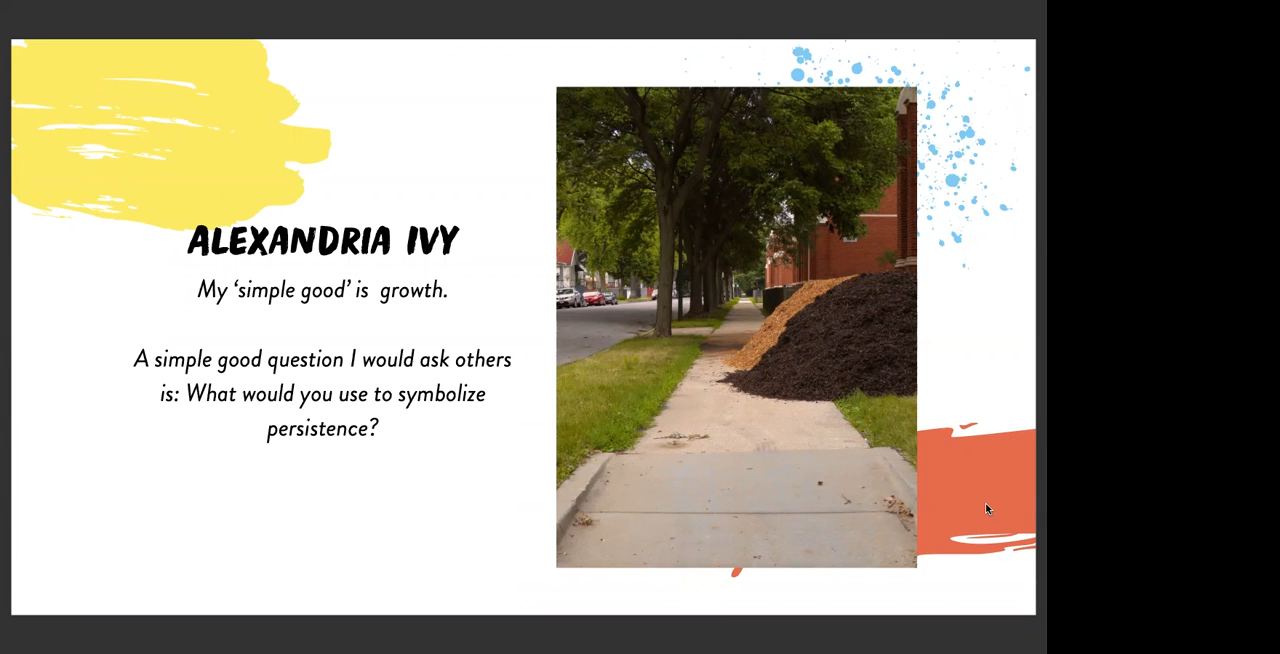 ALEXANDRIA IVY
My ‘simple good’ is growth.
A simple good question I would ask others
is: What would you use to symbolize
persistence?